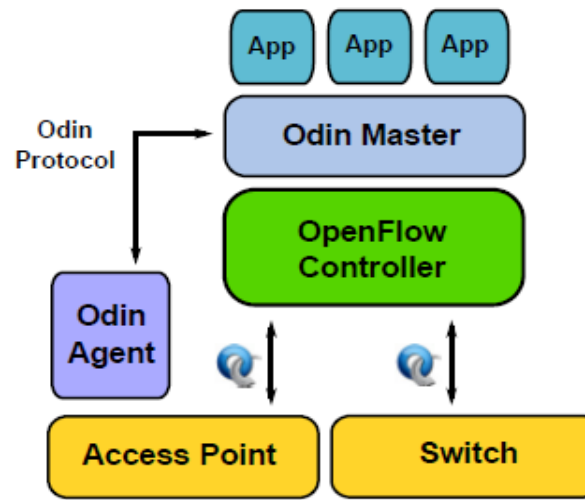 App App App
Odin Master
Odin
Protocol
OpenFlow
Controller
Odin
Agent
Access Point
Switch